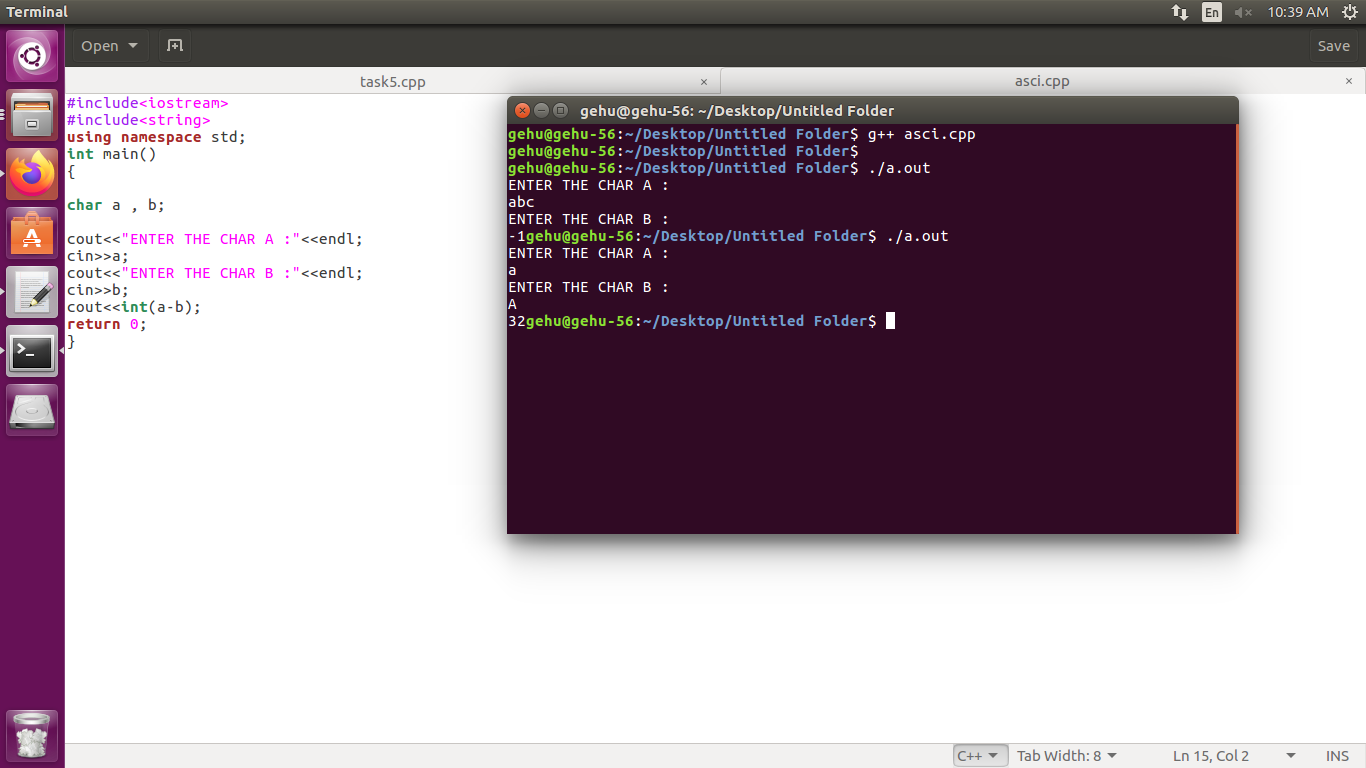 Terminal
En
10:39 AM
Open
Save
task5.cpp
×
asci.cpp
×
#include<iostream>
#include<string>
using namespace std;
int main()
{
char a , b;
cout<<"ENTER THE CHAR A :"<<endl;
cin>>a;
cout<<"ENTER THE CHAR B :"<<endl;
cin>>b;
cout<<int(a-b);
return 0;
}
gehu@gehu-56: ~/Desktop/Untitled Folder
gehu@gehu-56:~/Desktop/Untitled Folder$ g++ asci.cpp
gehu@gehu-56:~/Desktop/Untitled Folder$
gehu@gehu-56:~/Desktop/Untitled Folder$ ./a.out
ENTER THE CHAR A :
abc
ENTER THE CHAR B :
-1gehu@gehu-56:~/Desktop/Untitled Folder$ ./a.out
ENTER THE CHAR A :
a
ENTER THE CHAR B :
A
32gehu@gehu-56:~/Desktop/Untitled Folder$
C++
Tab Width: 8
Ln 15, Col 2
INS